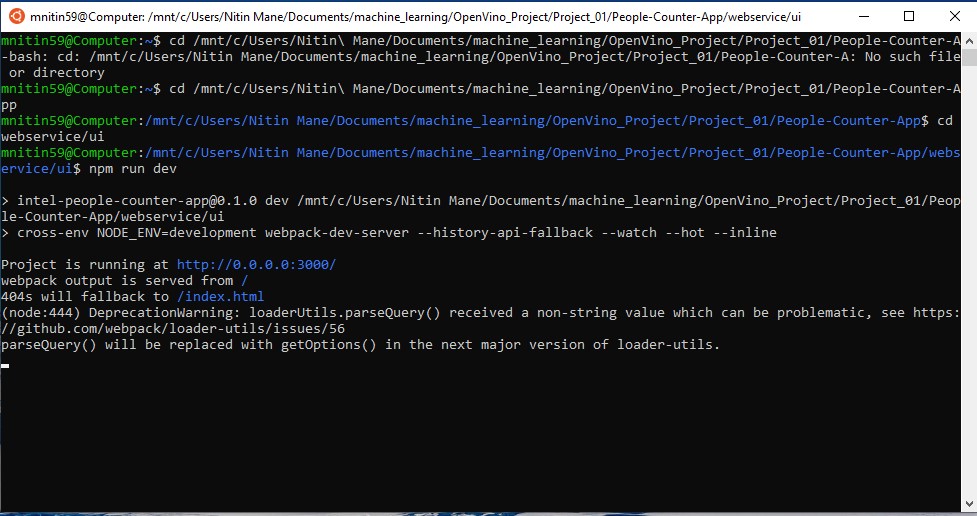 mnitin59@Computer: /mnt/c/Users/Nitin Mane/Documents/machine_learning/OpenVino_Project/Project_01/People-Counter-App/webservice/ui
mnitin59@Computer:~$ cd /mnt/c/Users/Nitin\ Mane/Documents/machine_learning/OpenVino_Project/Project_01/People-Counter-A
-bash: cd: /mnt/c/Users/Nitin Mane/Documents/machine_learning/OpenVino_Project/Project_01/People-Counter-A: No such file
 or directory
mnitin59@Computer:~$ cd /mnt/c/Users/Nitin\ Mane/Documents/machine_learning/OpenVino_Project/Project_01/People-Counter-A
pp
mnitin59@Computer:/mnt/c/Users/Nitin Mane/Documents/machine_learning/OpenVino_Project/Project_01/People-Counter-App$ cd
webservice/ui
mnitin59@Computer:/mnt/c/Users/Nitin Mane/Documents/machine_learning/OpenVino_Project/Project_01/People-Counter-App/webs
ervice/ui$ npm run dev
> intel-people-counter-app@0.1.0 dev /mnt/c/Users/Nitin Mane/Documents/machine_learning/OpenVino_Project/Project_01/Peop
le-Counter-App/webservice/ui
> cross-env NODE_ENV=development webpack-dev-server --history-api-fallback --watch --hot --inline
Project is running at http://0.0.0.0:3000/
webpack output is served from /
404s will fallback to /index.html
(node:444) DeprecationWarning: loaderUtils.parseQuery() received a non-string value which can be problematic, see https:
//github.com/webpack/loader-utils/issues/56
parseQuery() will be replaced with getOptions() in the next major version of loader-utils.